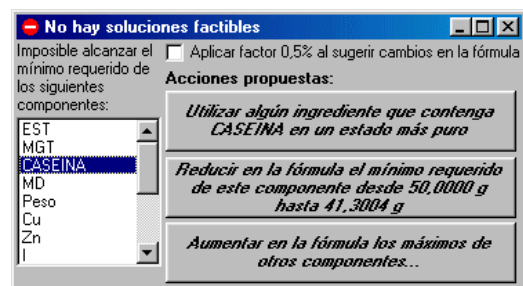 No hay soluciones factibles
Imposible alcanzar el
mínimo requerido de
los siguientes
componentes:
EST
MGT
CASEINA
MD
Peso
Cu
Zn
I
Aplicar factor 0,5% al sugerir cambios en la fórmula
Acciones propuestas:
Utilizar algún ingrediente que contenga
CASEINA en un estado más puro
Reducir en la fórmula el mínimo requerido
de este componente desde 50,0000 g
hasta 41,3004 g
Aumentar en la fórmula los máximos de
otros componentes...